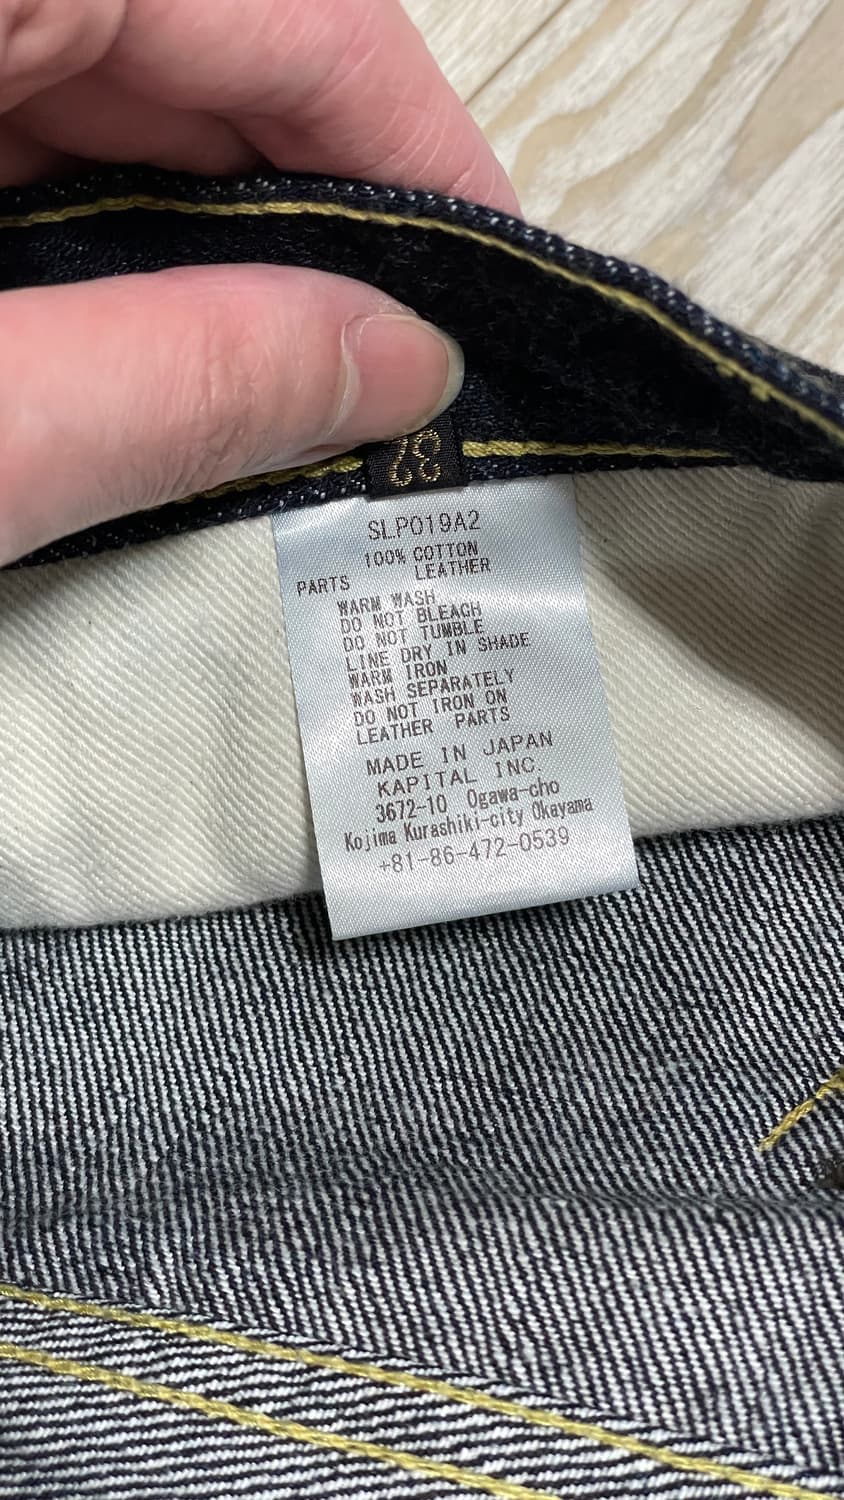 32
SLP019A2
100% COTTON
PARTS LEATHER
WARM WASH
DO NOT BLEACH
DO NOT TUMBLE
LINE DRY IN SHADE
WARM IRON
WASH SEPARATELY
DO NOT IRON ON
LEATHER PARTS
MADE IN JAPAN
KAPITAL INC.
3672-10 Ogawa-cho
Kojima Kurashiki-city Okayama
+81-86-472-0539